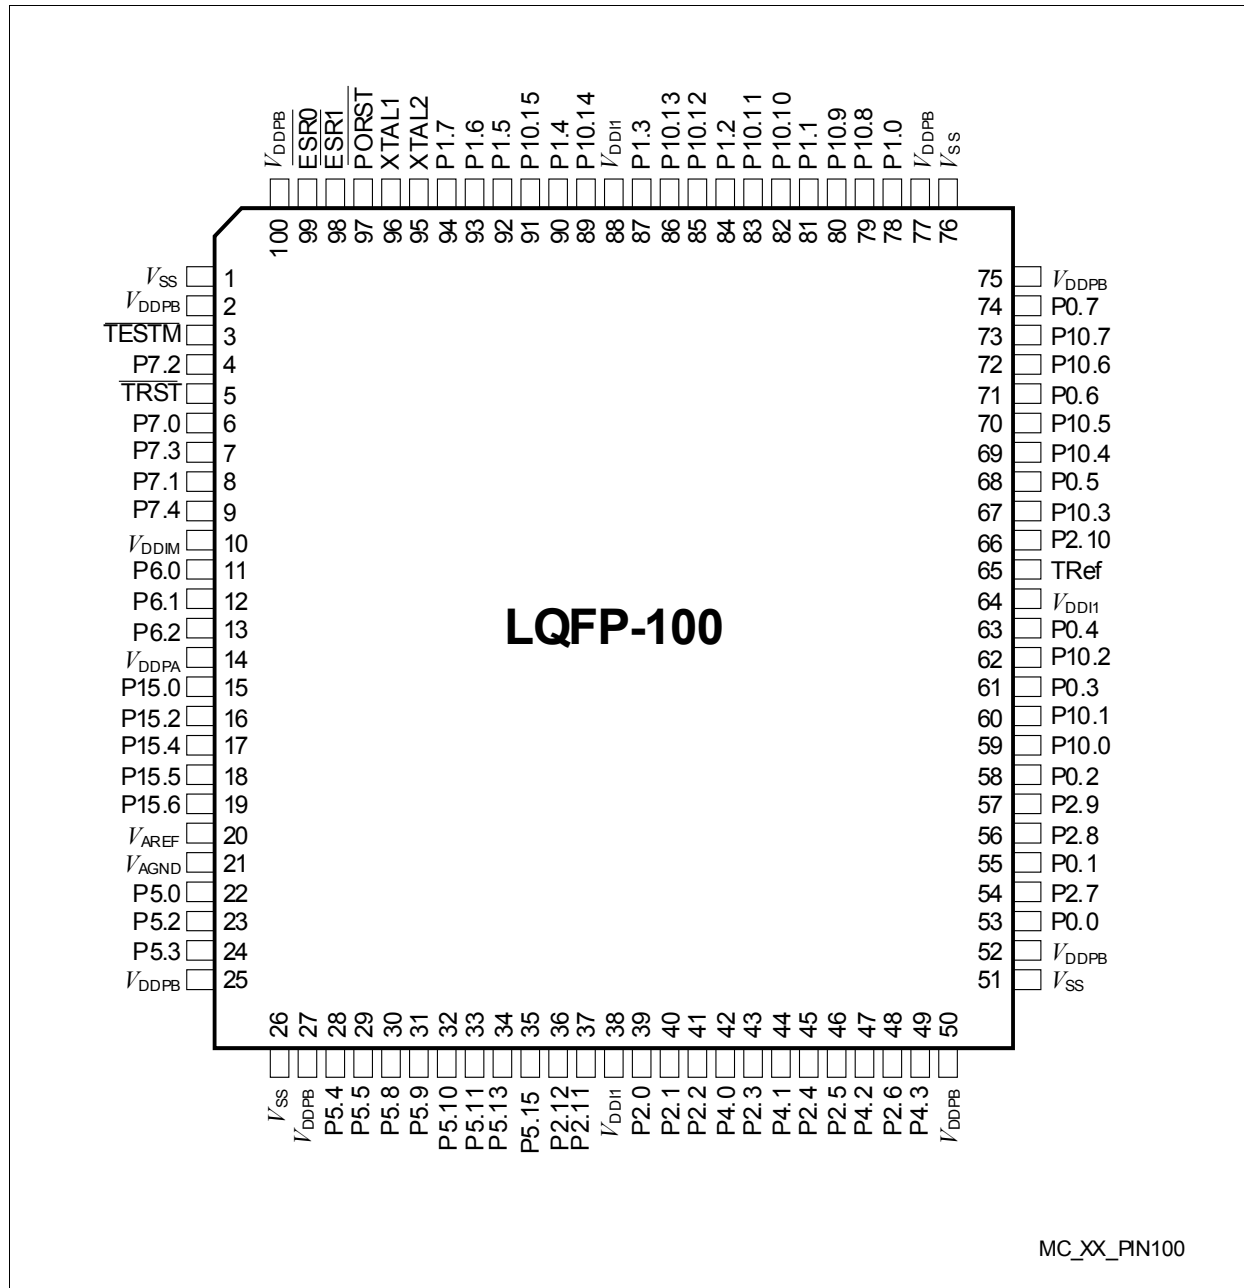 VDDPB
ESR0
ESR1
PORST
XTAL1
XTAL2
P1.7
P1.6
P1.5
P10.15
P1.4
P10.14
VDDI1
P1.3
P10.13
P10.12
P1.2
P10.11
P10.10
P1.1
P10.9
P10.8
P1.0
VDDPB
VSS
100
99
98
97
96
95
94
93
92
91
90
89
88
87
86
85
84
83
82
81
80
79
78
77
76
VSS 1
VDDPB 2
TESTM 3
P7.2 4
TRST 5
P7.0 6
P7.3 7
P7.1 8
P7.4 9
VDDIM 10
P6.0 11
P6.1 12
P6.2 13
VDDPA 14
P15.0 15
P15.2 16
P15.4 17
P15.5 18
P15.6 19
VAREF 20
VAGND 21
P5.0 22
P5.2 23
P5.3 24
VDDPB 25
LQFP-100
75 VDDPB
74 P0.7
73 P10.7
72 P10.6
71 P0.6
70 P10.5
69 P10.4
68 P0.5
67 P10.3
66 P2.10
65 TRef
64 VDDI1
63 P0.4
62 P10.2
61 P0.3
60 P10.1
59 P10.0
58 P0.2
57 P2.9
56 P2.8
55 P0.1
54 P2.7
53 P0.0
52 VDDPB
51 VSS
26
27
28
29
30
31
32
33
34
35
36
37
38
39
40
41
42
43
44
45
46
47
48
49
50
VSS
VDDPB
P5.4
P5.5
P5.8
P5.9
P5.10
P5.11
P5.13
P5.15
P2.12
P2.11
VDDI1
P2.0
P2.1
P2.2
P4.0
P2.3
P4.1
P2.4
P2.5
P4.2
P2.6
P4.3
VDDPB
MC_XX_PIN100